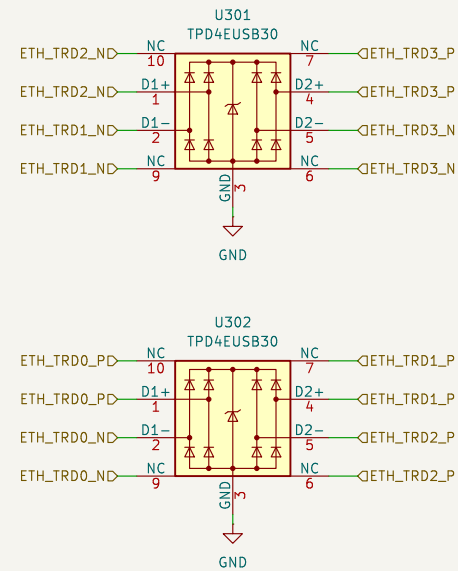 U301
TPD4EUSB30
ETH_TRD2_N NC 10 NC 7 ETH_TRD3_P
ETH_TRD2_N D1+ 1 D2+ 4 ETH_TRD3_P
ETH_TRD1_N D1- 2 D2- 5 ETH_TRD3_N
ETH_TRD1_N NC 9 NC 6 ETH_TRD3_N
GND 3
GND
U302
TPD4EUSB30
ETH_TRD0_P NC 10 NC 7 ETH_TRD1_P
ETH_TRD0_P D1+ 1 D2+ 4 ETH_TRD1_P
ETH_TRD0_N D1- 2 D2- 5 ETH_TRD2_P
ETH_TRD0_N NC 9 NC 6 ETH_TRD2_P
GND 3
GND